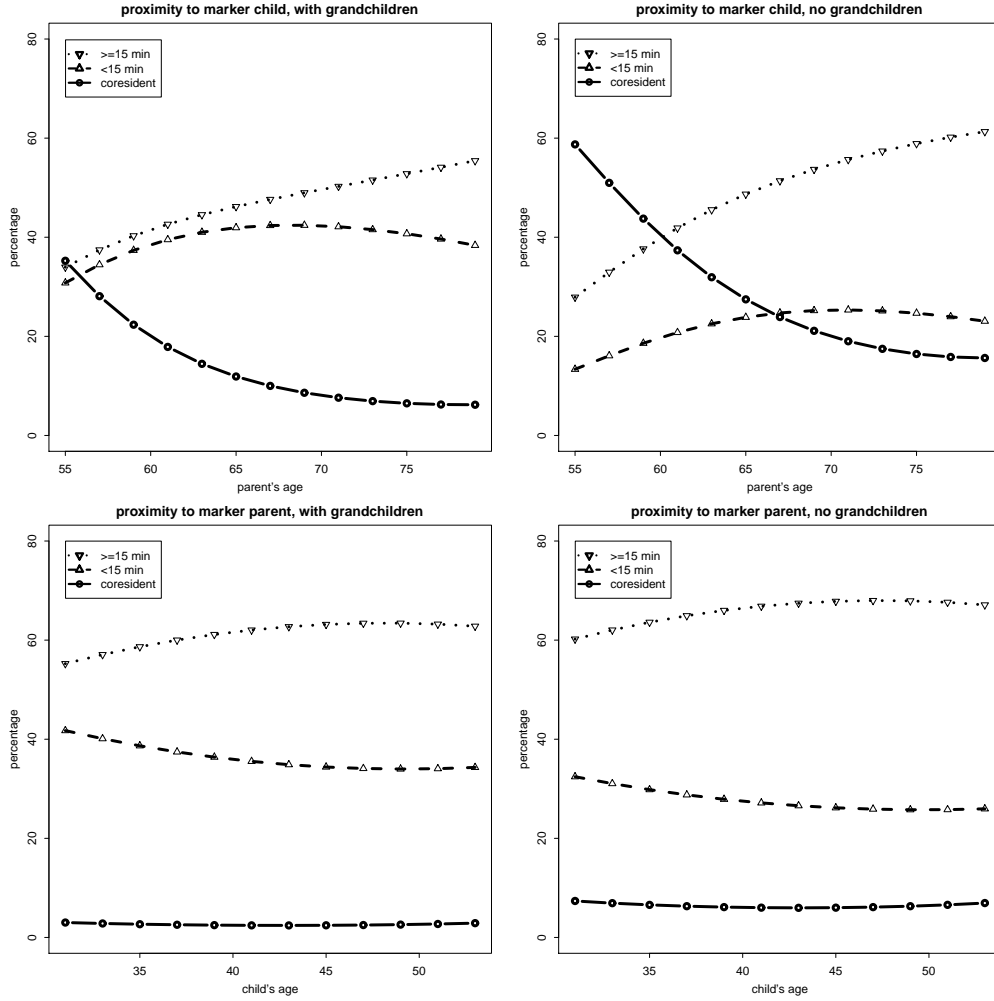 proximity to marker child, with grandchildren
80
60
40
20
0
percentage
>=15 min
<15 min
coresident
55
60
65
70
75
parent's age
proximity to marker child, no grandchildren
80
60
40
20
0
percentage
>=15 min
<15 min
coresident
55
60
65
70
75
parent's age
proximity to marker parent, with grandchildren
80
60
40
20
0
percentage
>=15 min
<15 min
coresident
35
40
45
50
child's age
proximity to marker parent, no grandchildren
80
60
40
20
0
percentage
>=15 min
<15 min
coresident
35
40
45
50
child's age